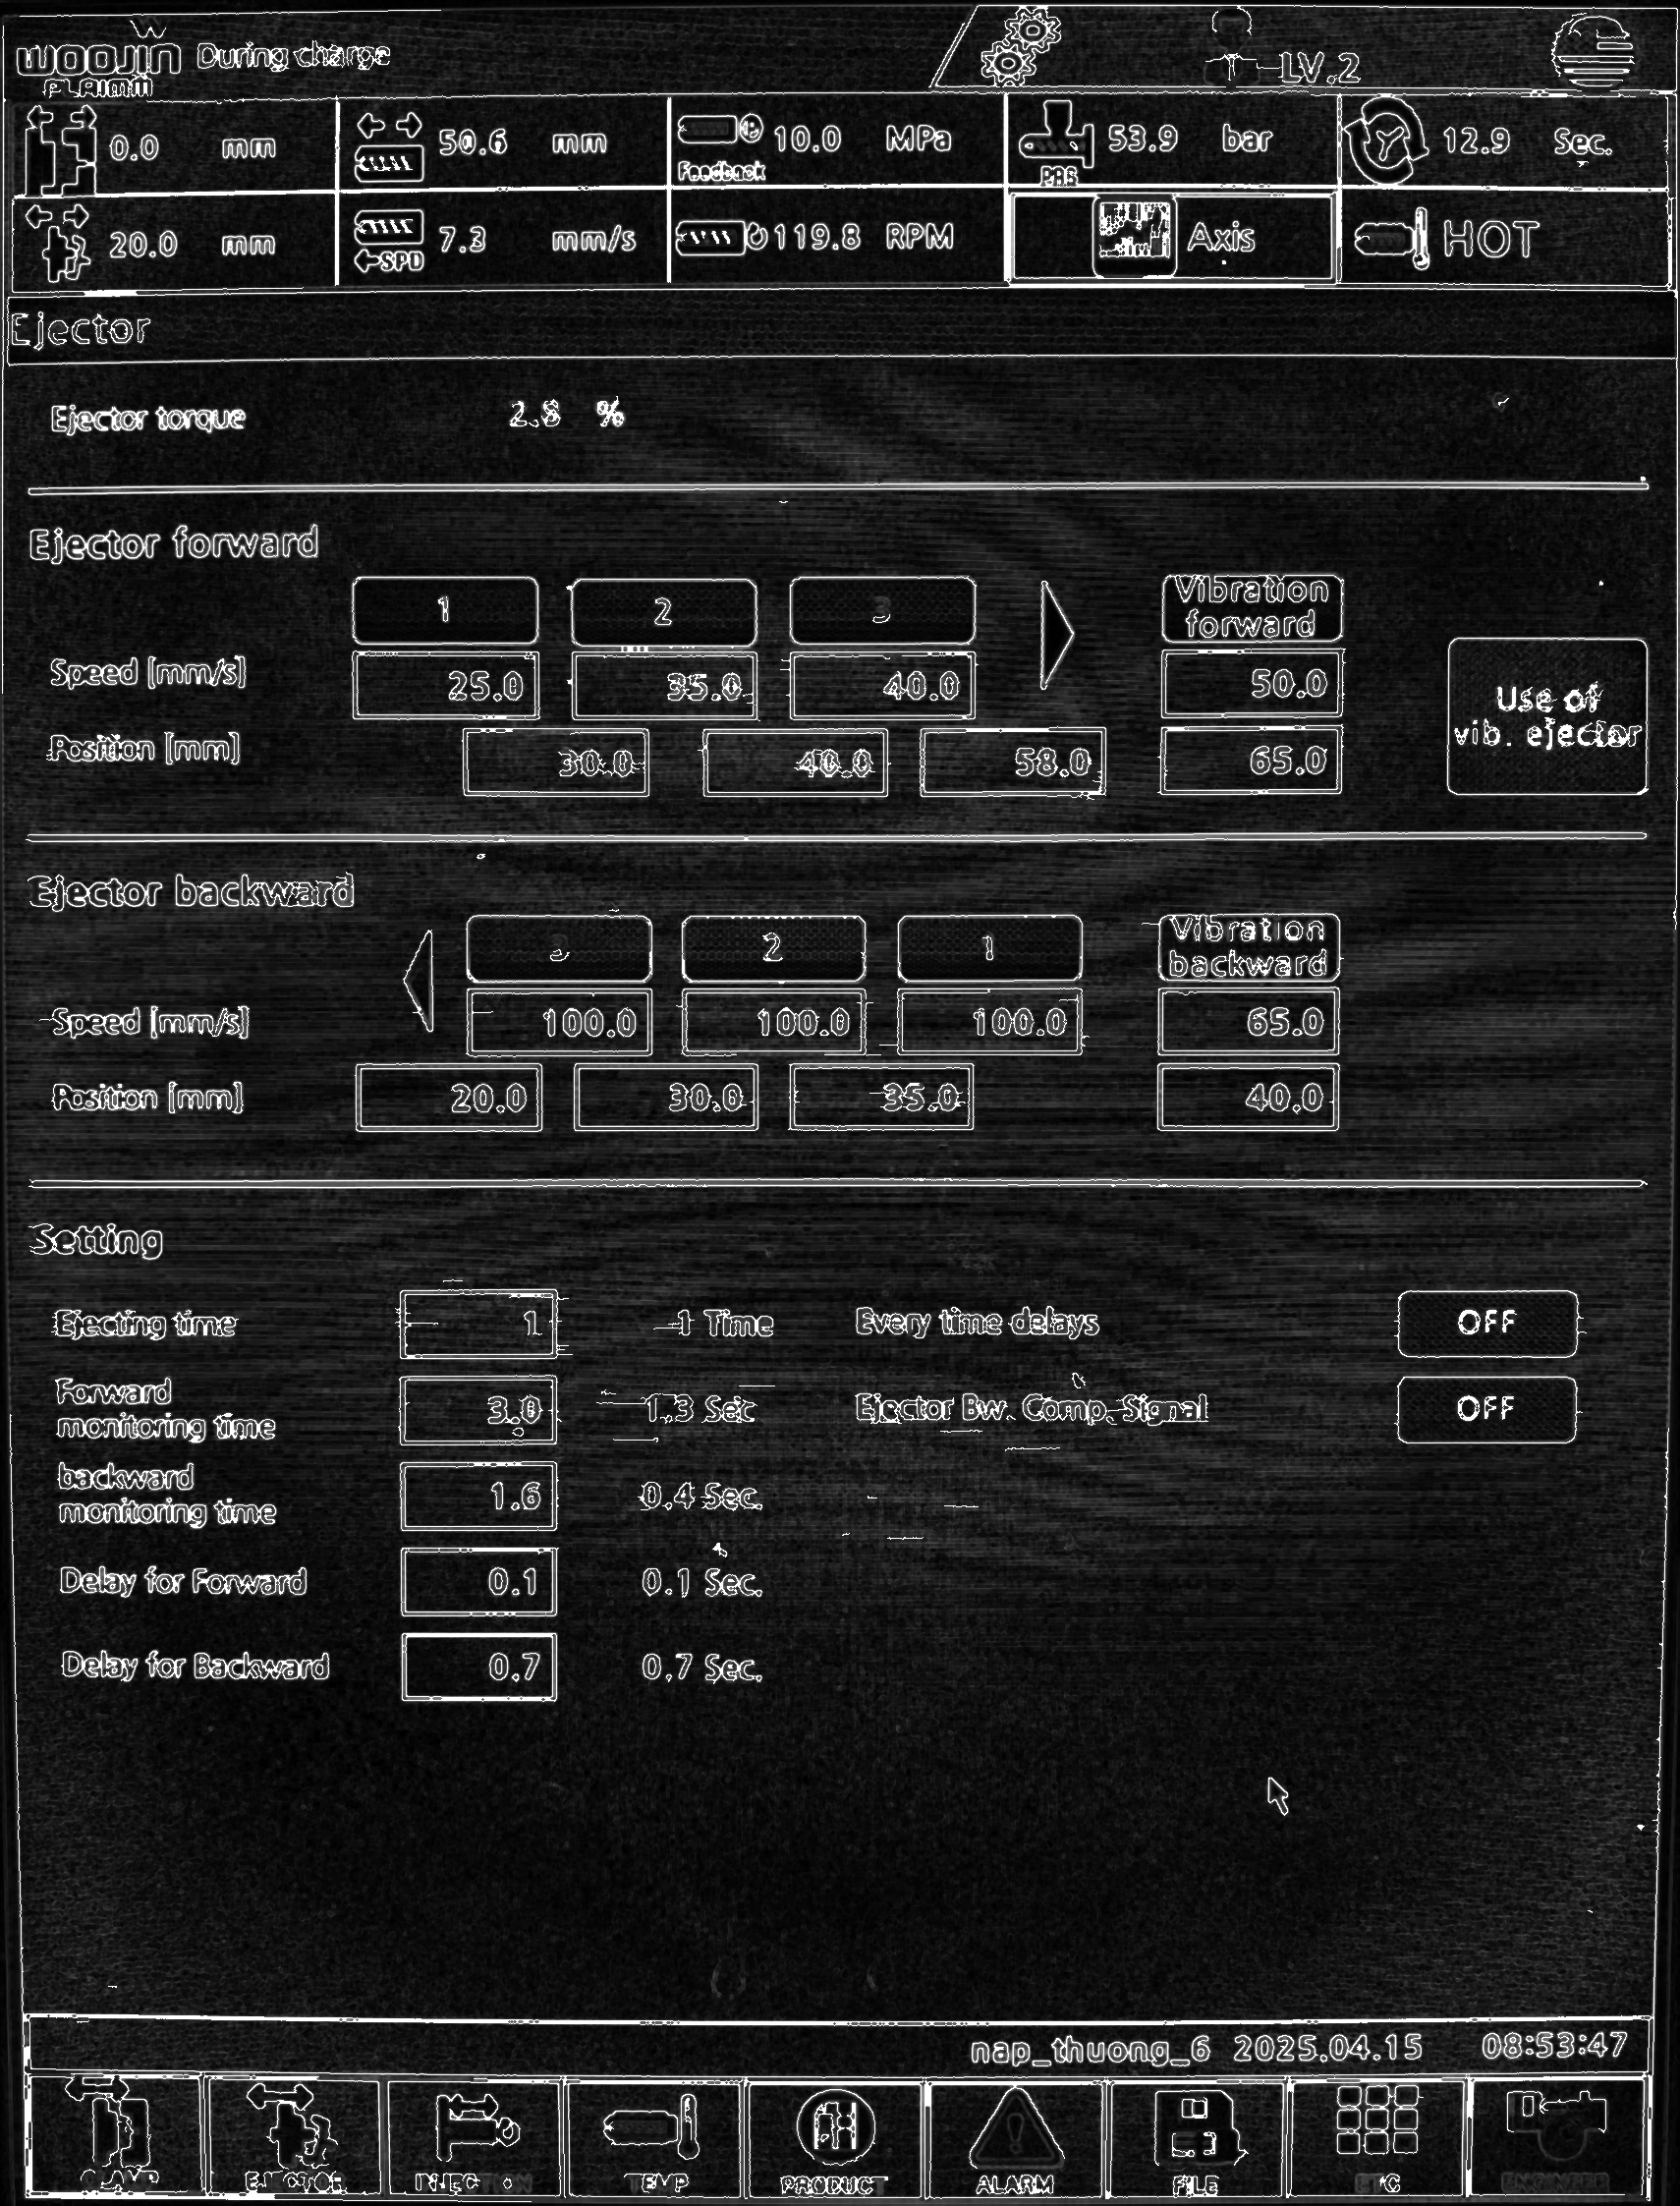 WOOJIN During charge LV.2
PLAIMM
0.0 mm 50.6 mm 10.0 MPa 53.9 bar 12.9 Sec.
Feedback
20.0 mm 7.3 mm/s 119.8 RPM Axis HOT
SPD
Ejector
Ejector torque 2.8 %
Ejector forward
1 2 3 Vibration
forward
Speed [mm/s] 25.0 35.0 40.0 50.0
Use of
vib. ejector
Position [mm] 30.0 40.0 58.0 65.0
Ejector backward
3 2 1 Vibration
backward
Speed [mm/s] 100.0 100.0 100.0 65.0
Position [mm] 20.0 30.0 35.0 40.0
Setting
Ejecting time 1 1 Time Every time delays OFF
Forward
monitoring time 3.0 1.3 Sec Ejector Bw. Comp. Signal OFF
backward
monitoring time 1.6 0.4 Sec.
Delay for Forward 0.1 0.1 Sec.
Delay for Backward 0.7 0.7 Sec.
nap_thuong_6 2025.04.15 08:53:47
CLAMP EJECTOR INJECTION TEMP PRODUCT ALARM FILE ETC ENGINEER